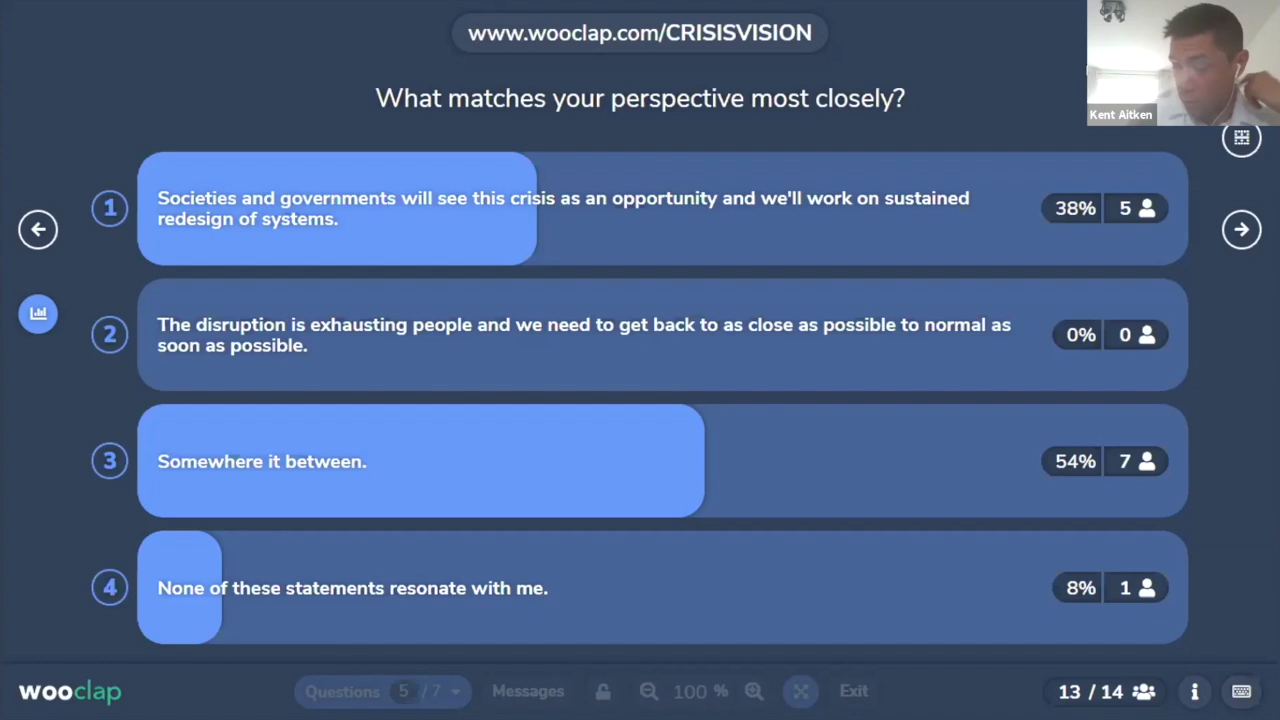 www.wooclap.com/CRISISVISION
Kent Aitken
What matches your perspective most closely?
1
Societies and governments will see this crisis as an opportunity and we'll work on sustained
redesign of systems.
38% 5
2
The disruption is exhausting people and we need to get back to as close as possible to normal as
soon as possible.
0% 0
3
Somewhere it between.
54% 7
4
None of these statements resonate with me.
8% 1
wooclap
Questions 5 / 7
Messages
100 %
Exit
13 / 14
i